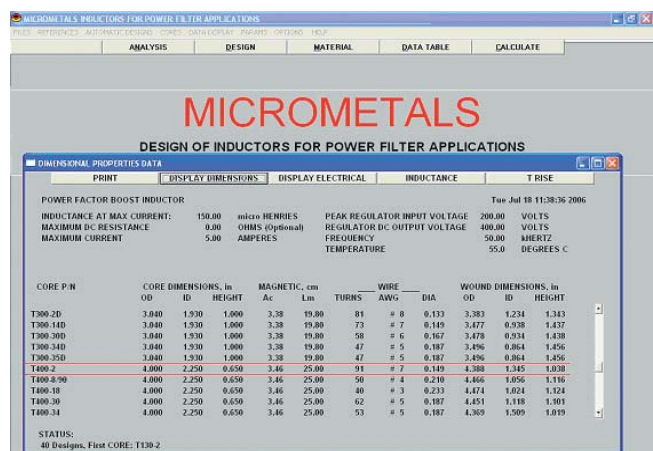 MICROMETALS INDUCTORS FOR POWER FILTER APPLICATIONS
FILES REFERENCES AUTOMATIC DESIGNS CORES DATA DISPLAY PARAMS OPTIONS HELP
ANALYSIS DESIGN MATERIAL DATA TABLE CALCULATE
MICROMETALS
DESIGN OF INDUCTORS FOR POWER FILTER APPLICATIONS
DIMENSIONAL PROPERTIES DATA
PRINT DISPLAY DIMENSIONS DISPLAY ELECTRICAL INDUCTANCE T RISE
POWER FACTOR BOOST INDUCTOR Tue Jul 18 11:38:36 2006
INDUCTANCE AT MAX CURRENT: 150.00 micro HENRIES PEAK REGULATOR INPUT VOLTAGE 200.00 VOLTS
MAXIMUM DC RESISTANCE 0.00 OHMS (Optional) REGULATOR DC OUTPUT VOLTAGE 400.00 VOLTS
MAXIMUM CURRENT 5.00 AMPERES FREQUENCY 50.00 kHERTZ
TEMPERATURE 55.0 DEGREES C
CORE P/N CORE DIMENSIONS, in MAGNETIC, cm WIRE WOUND DIMENSIONS, in
OD ID HEIGHT Ac Lm TURNS AWG DIA OD ID HEIGHT
T300-2D 3.040 1.930 1.000 3.38 19.80 81 # 8 0.133 3.383 1.234 1.343
T300-14D 3.040 1.930 1.000 3.38 19.80 73 # 7 0.149 3.477 0.938 1.437
T300-30D 3.040 1.930 1.000 3.38 19.80 58 # 6 0.167 3.478 0.934 1.438
T300-34D 3.040 1.930 1.000 3.38 19.80 47 # 5 0.187 3.496 0.864 1.456
T300-35D 3.040 1.930 1.000 3.38 19.80 47 # 5 0.187 3.496 0.864 1.456
T400-2 4.000 2.250 0.650 3.46 25.00 91 # 7 0.149 4.388 1.345 1.038
T400-8/90 4.000 2.250 0.650 3.46 25.00 50 # 4 0.210 4.466 1.056 1.116
T400-18 4.000 2.250 0.650 3.46 25.00 40 # 3 0.233 4.474 1.024 1.124
T400-30 4.000 2.250 0.650 3.46 25.00 62 # 5 0.187 4.451 1.118 1.101
T400-34 4.000 2.250 0.650 3.46 25.00 53 # 5 0.187 4.369 1.509 1.019
STATUS:
40 Designs, First CORE: T130-2